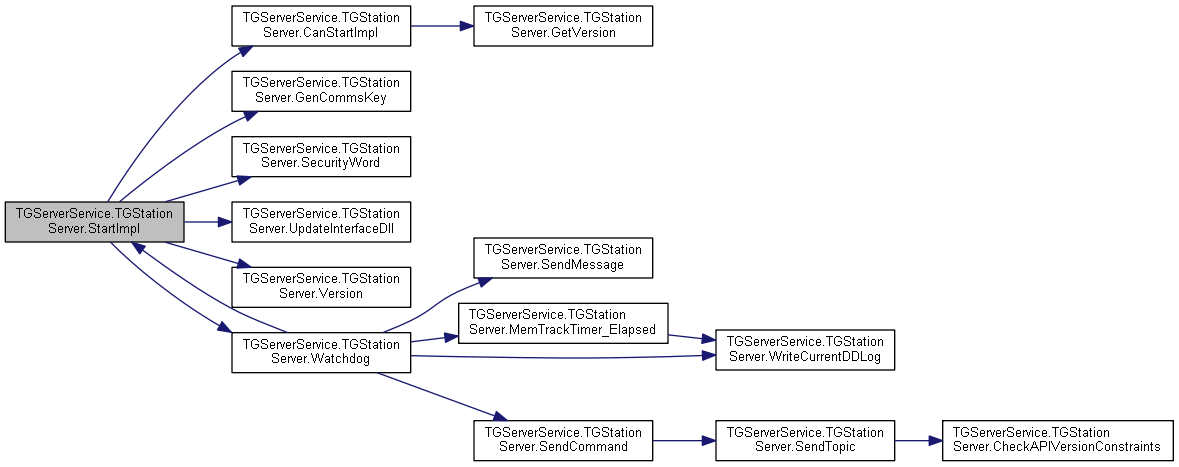 TGServerService.TGStation
Server.StartImpl
TGServerService.TGStation
Server.CanStartImpl
TGServerService.TGStation
Server.GetVersion
TGServerService.TGStation
Server.GenCommsKey
TGServerService.TGStation
Server.SecurityWord
TGServerService.TGStation
Server.UpdateInterfaceDll
TGServerService.TGStation
Server.Version
TGServerService.TGStation
Server.Watchdog
TGServerService.TGStation
Server.SendMessage
TGServerService.TGStation
Server.MemTrackTimer_Elapsed
TGServerService.TGStation
Server.WriteCurrentDDLog
TGServerService.TGStation
Server.SendCommand
TGServerService.TGStation
Server.SendTopic
TGServerService.TGStation
Server.CheckAPIVersionConstraints